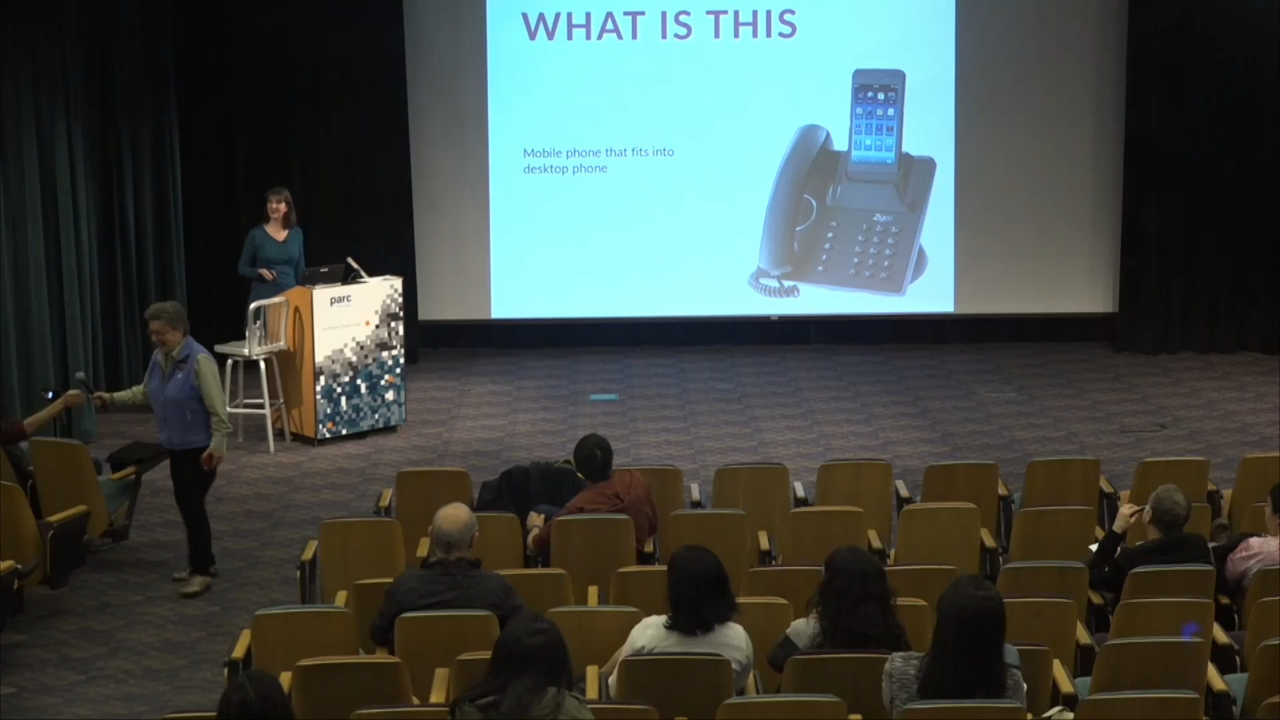 WHAT IS THIS
Mobile phone that fits into
desktop phone
parc